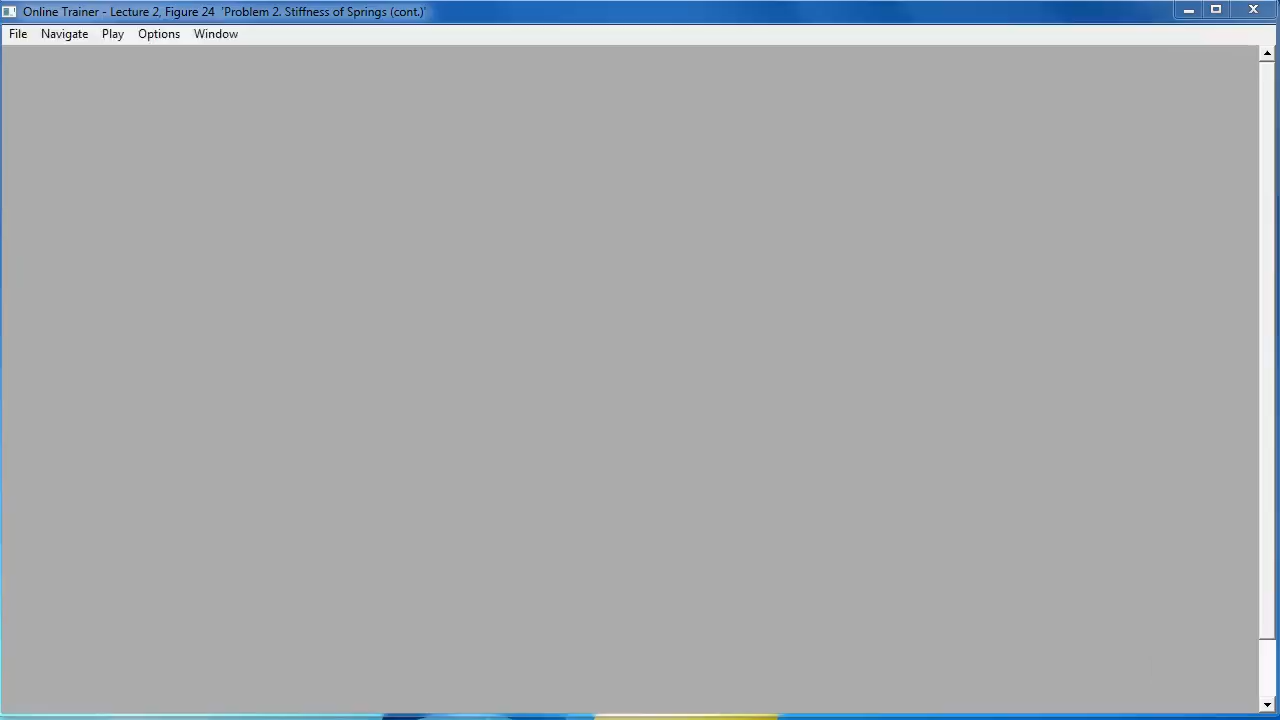 Online Trainer - Lecture 2, Figure 24  'Problem 2. Stiffness of Springs (cont.)'
File Navigate Play Options Window